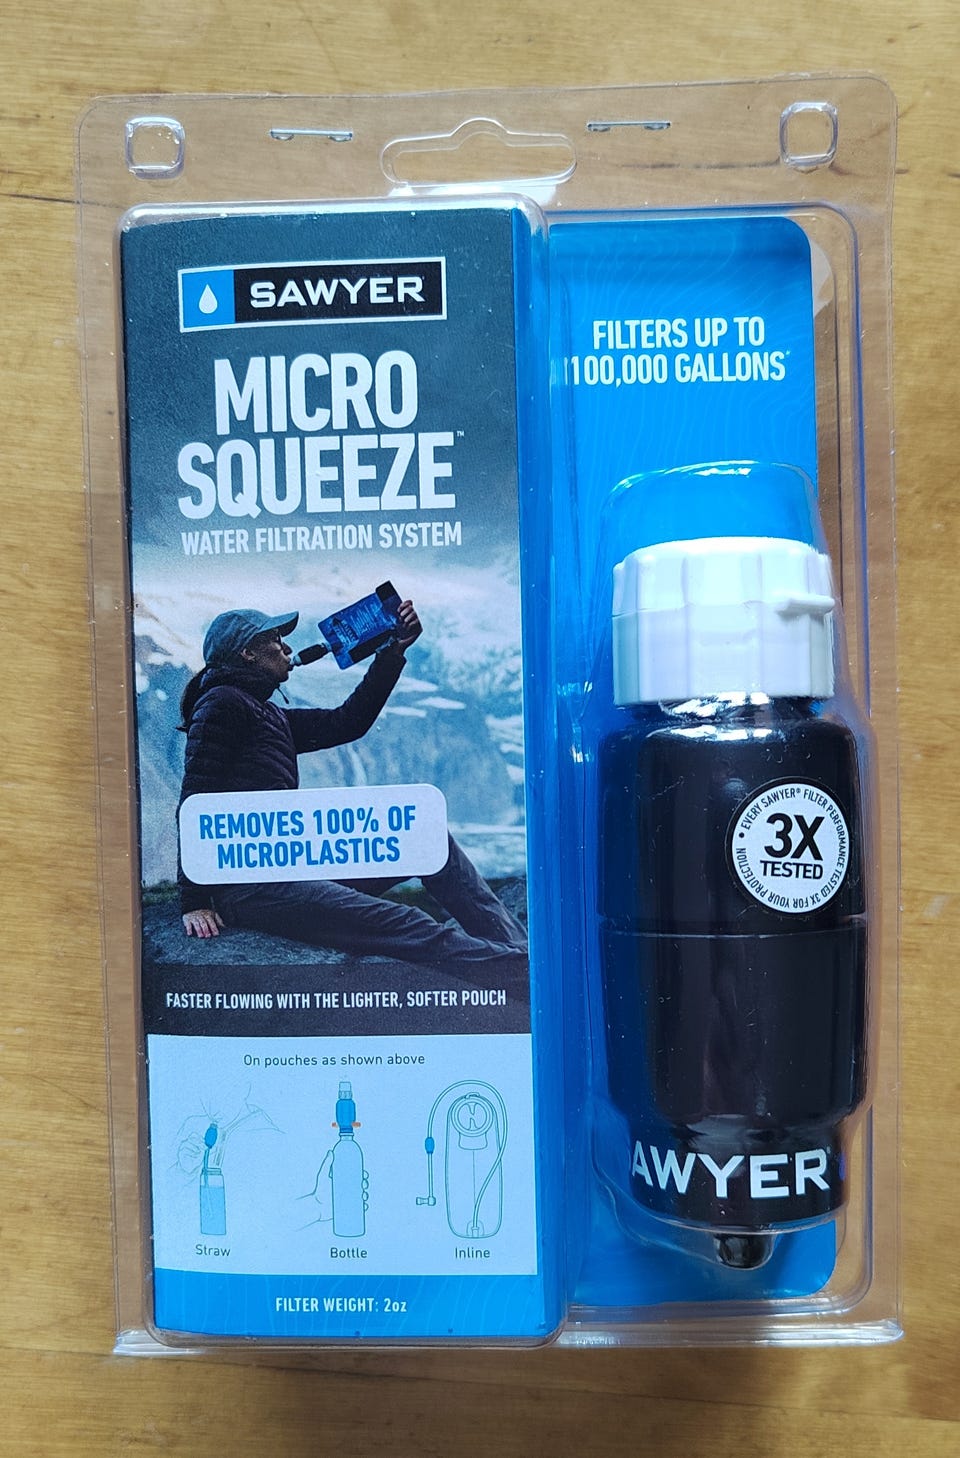 SAWYER
MICRO
SQUEEZE™
WATER FILTRATION SYSTEM
REMOVES 100% OF
MICROPLASTICS
FASTER FLOWING WITH THE LIGHTER, SOFTER POUCH
On pouches as shown above
Straw
Bottle
Inline
FILTER WEIGHT: 2oz
FILTERS UP TO
100,000 GALLONS*
• EVERY SAWYER® FILTER PERFORMANCE TESTED 3X FOR YOUR PROTECTION
3X
TESTED
AWYER